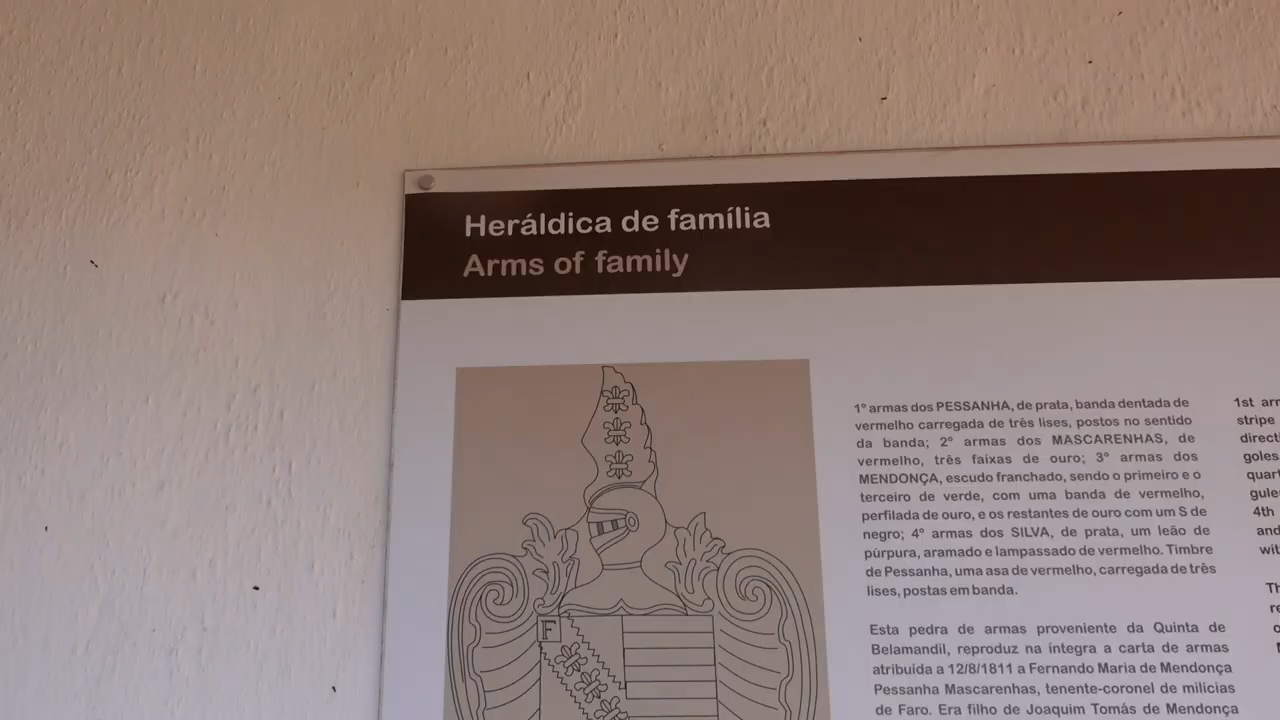 Heráldica de família
Arms of family
1º armas dos PESSANHA, de prata, banda dentada de
vermelho carregada de três lises, postos no sentido
da banda; 2º armas dos MASCARENHAS, de
vermelho, três faixas de ouro; 3º armas dos
MENDONÇA, escudo franchado, sendo o primeiro e o
terceiro de verde, com uma banda de vermelho,
perfilada de ouro, e os restantes de ouro com um S de
negro; 4º armas dos SILVA, de prata, um leão de
púrpura, aramado e lampassado de vermelho. Timbre
de Pessanha, uma asa de vermelho, carregada de três
lises, postas em banda.
Esta pedra de armas proveniente da Quinta de
Belamandil, reproduz na íntegra a carta de armas
atribuida a 12/8/1811 a Fernando Maria de Mendonça
Pessanha Mascarenhas, tenente-coronel de milicias
de Faro. Era filho de Joaquim Tomás de Mendonça
1st
stripe
4th
F